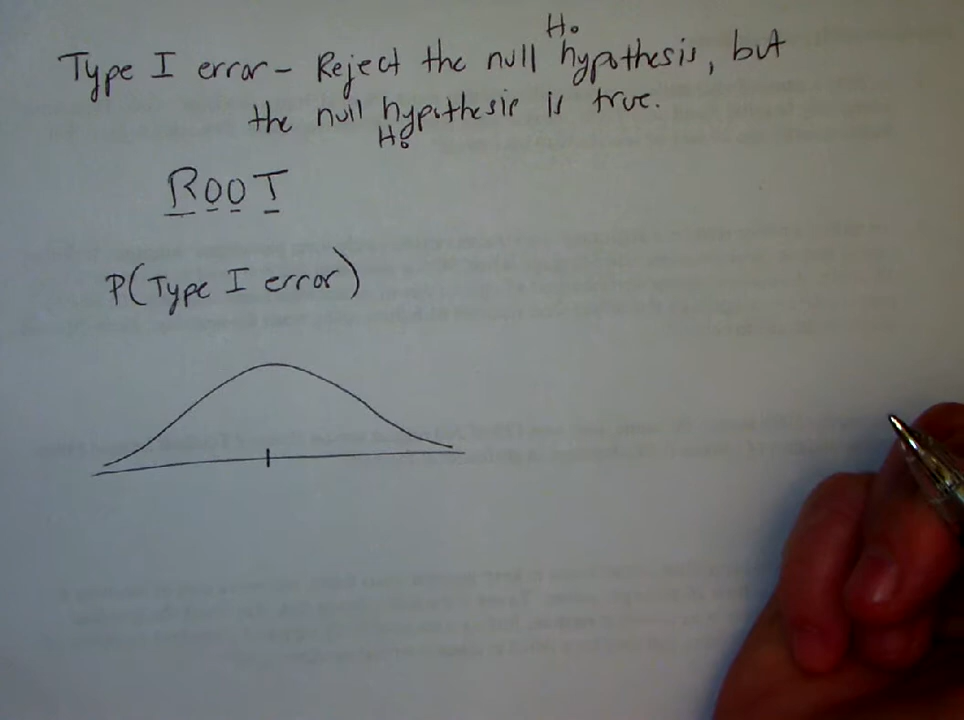 H₀
Type I error - Reject the null hypothesis, but
the null hypothesis is true.
H₀
ROOT
P(Type I error)